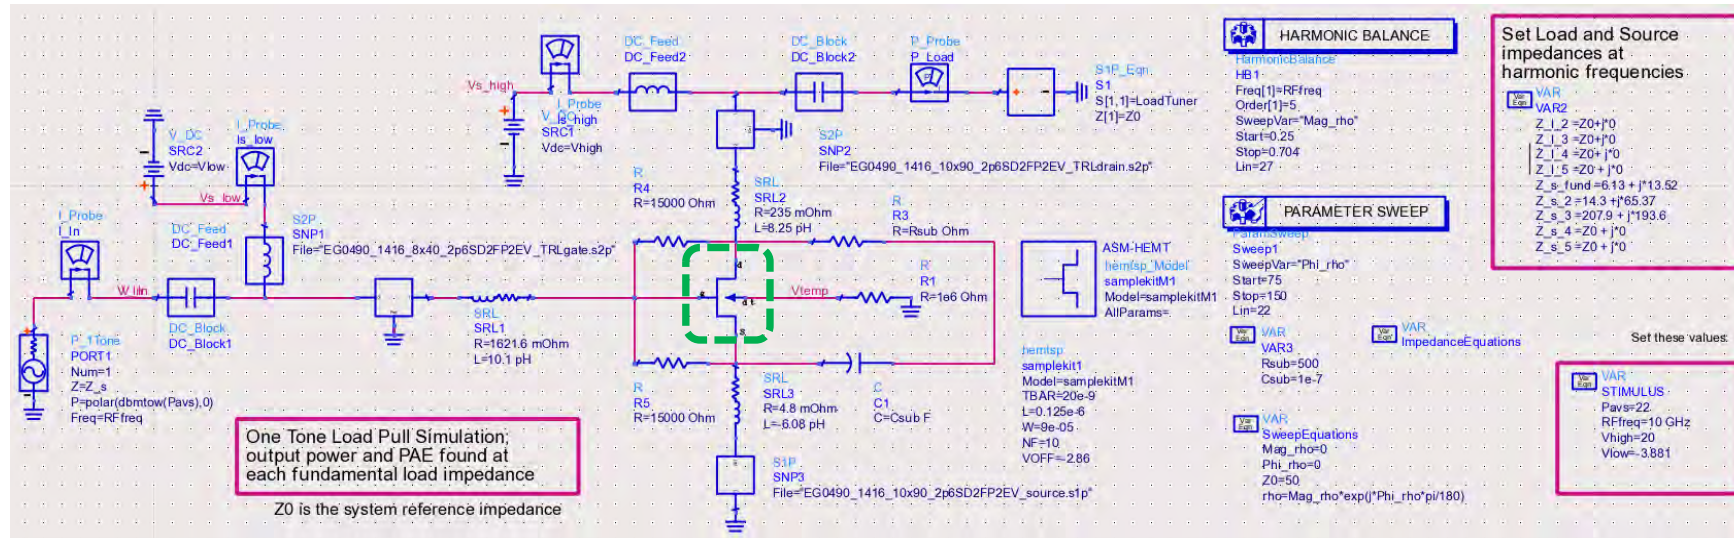 I_Probe
I_In
P_1Tone
PORT1
Num=1
Z=Z_s
P=polar(dbmtow(Pavs),0)
Freq=RFfreq
V_DC
SRC2
Vdc=Vlow
Vs_low
I_Probe
Is_low
DC_Feed
DC_Feed1
DC_Block
DC_Block1
S2P
SNP1
File="EG0490_1416_8x40_2p6SD2FP2EV_TRLgate.s2p"
SRL
SRL1
R=1621.6 mOhm
L=10.1 pH
Vs_high
I_Probe
Is_high
V_DC
SRC1
Vdc=Vhigh
DC_Feed
DC_Feed2
DC_Block
DC_Block2
P_Probe
P_Load
S1P_Eqn
S1
S[1,1]=LoadTuner
Z[1]=Z0
S2P
SNP2
File="EG0490_1416_10x90_2p6SD2FP2EV_TRLdrain.s2p"
R
R4
R=15000 Ohm
SRL
SRL2
R=235 mOhm
L=8.25 pH
R
R3
R=Rsub Ohm
R
R1
R=1e6 Ohm
Vtemp
g
d
dt
s
R
R5
R=15000 Ohm
SRL
SRL3
R=4.8 mOhm
L=-6.08 pH
C
C1
C=Csub F
S1P
SNP3
File="EG0490_1416_10x90_2p6SD2FP2EV_source.s1p"
One Tone Load Pull Simulation;
output power and PAE found at
each fundamental load impedance
Z0 is the system reference impedance
ASM-HEMT
hemtsp_Model
samplekitM1
Model=samplekitM1
AllParams=
hemtsp
samplekit1
Model=samplekitM1
TBAR=20e-9
L=0.125e-6
W=9e-05
NF=10
VOFF=-2.86
HARMONIC BALANCE
HarmonicBalance
HB1
Freq[1]=RFfreq
Order[1]=5
SweepVar="Mag_rho"
Start=0.25
Stop=0.704
Lin=27
PARAMETER SWEEP
ParamSweep
Sweep1
SweepVar="Phi_rho"
Start=75
Stop=150
Lin=22
Var
Eqn
VAR
VAR3
Rsub=500
Csub=1e-7
Var
Eqn
VAR
ImpedanceEquations
Var
Eqn
VAR
SweepEquations
Mag_rho=0
Phi_rho=0
Z0=50
rho=Mag_rho*exp(j*Phi_rho*pi/180)
Set Load and Source
impedances at
harmonic frequencies
Var
Eqn
VAR
VAR2
Z_l_2 =Z0+j*0
Z_l_3 =Z0+j*0
Z_l_4 =Z0+ j*0
Z_l_5 =Z0 + j*0
Z_s_fund =6.13 + j*13.52
Z_s_2 =14.3 +j*65.37
Z_s_3 =207.9 + j*193.6
Z_s_4 =Z0 + j*0
Z_s_5 =Z0 + j*0
Set these values:
Var
Eqn
VAR
STIMULUS
Pavs=22
RFfreq=10 GHz
Vhigh=20
Vlow=-3.881